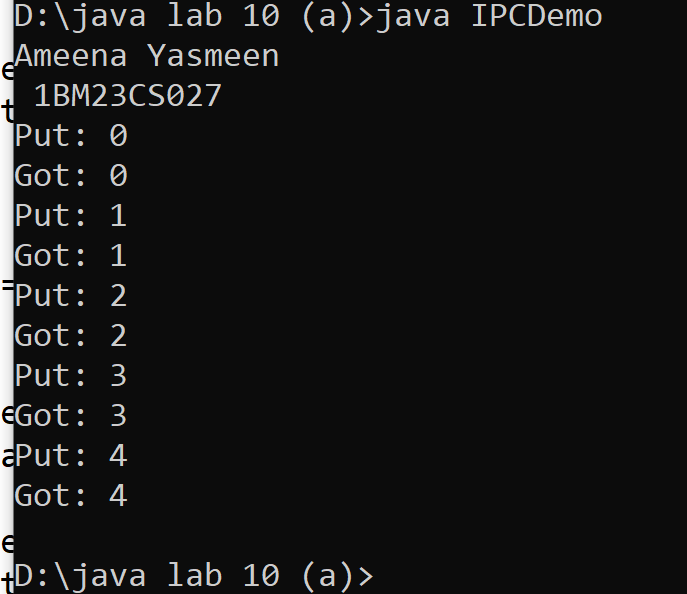 D:\java lab 10 (a)>java IPCDemo
Ameena Yasmeen
 1BM23CS027
Put: 0
Got: 0
Put: 1
Got: 1
Put: 2
Got: 2
Put: 3
Got: 3
Put: 4
Got: 4
D:\java lab 10 (a)>